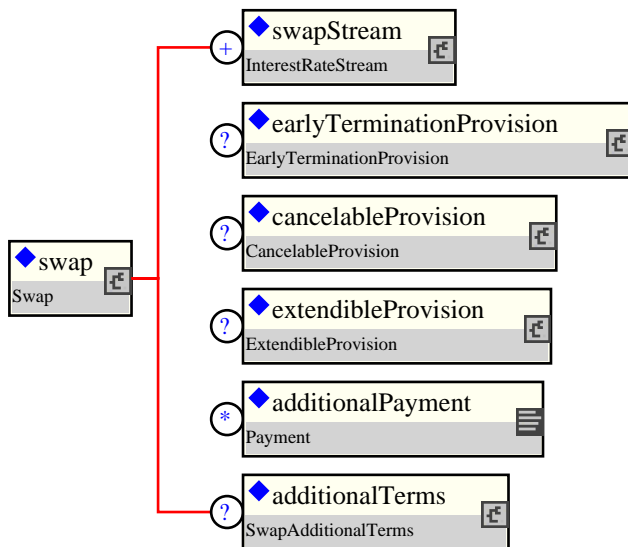 swapStream
+
InterestRateStream
earlyTerminationProvision
?
EarlyTerminationProvision
cancelableProvision
?
CancelableProvision
swap
Swap
extendibleProvision
?
ExtendibleProvision
additionalPayment
*
Payment
additionalTerms
?
SwapAdditionalTerms